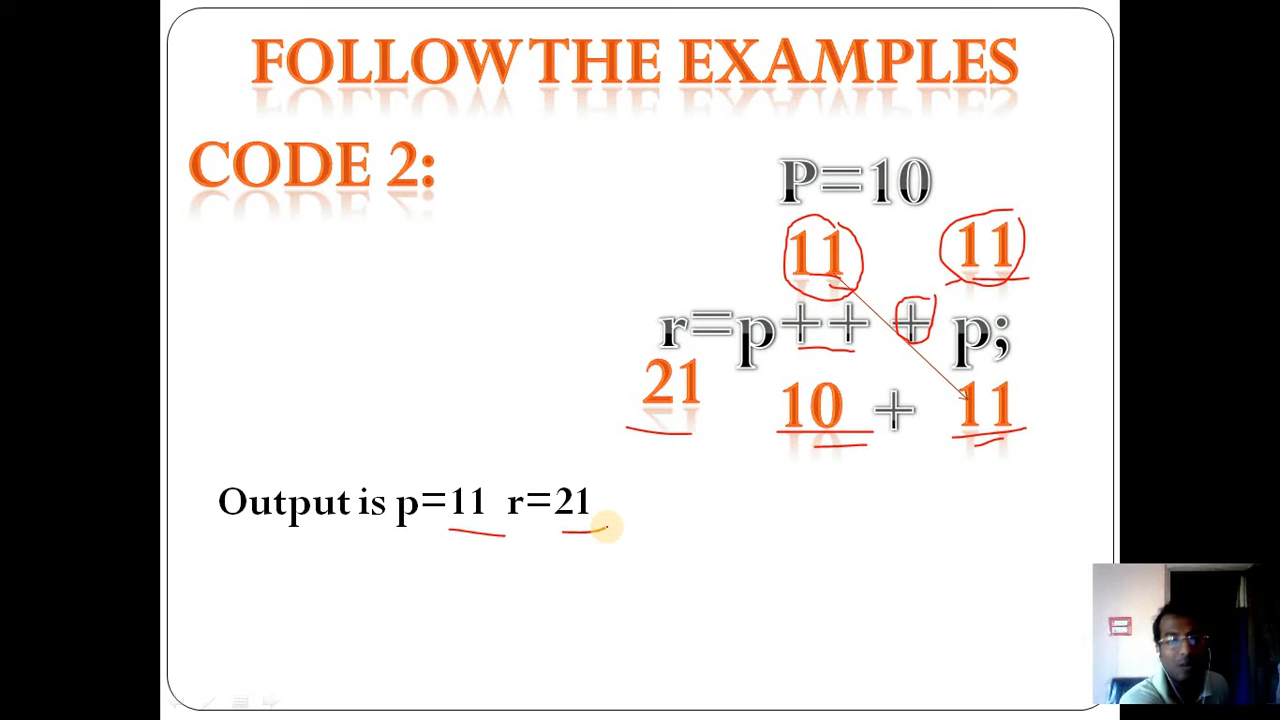 FOLLOW THE EXAMPLES
CODE 2:
P=10
11 11
r=p++ + p;
21 10 + 11
Output is p=11 r=21